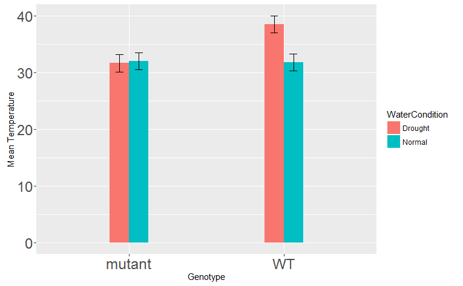 40
30
20
10
0
Mean Temperature
mutant WT
Genotype
WaterCondition
Drought
Normal